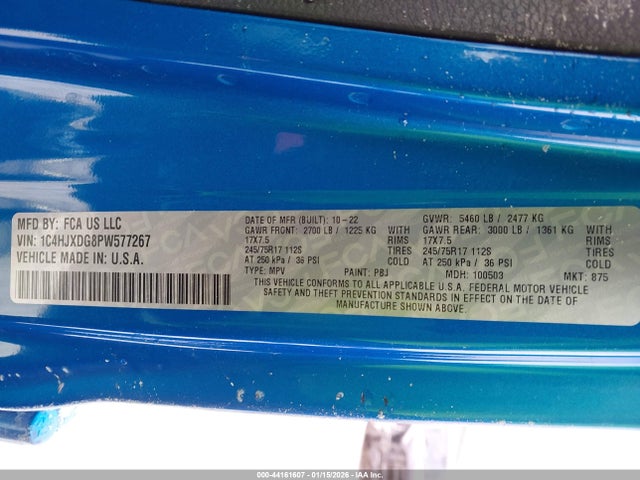 MFD BY: FCA US LLC
VIN: 1C4HJXDG8PW577267
VEHICLE MADE IN: U.S.A.
DATE OF MFR (BUILT): 10-22 GVWR: 5460 LB / 2477 KG
GAWR FRONT: 2700 LB / 1225 KG WITH GAWR REAR: 3000 LB / 1361 KG WITH
17X7.5 RIMS 17X7.5 RIMS
245/75R17 112S TIRES 245/75R17 112S TIRES
AT 250 kPa / 36 PSI COLD AT 250 kPa / 36 PSI COLD
TYPE: MPV PAINT: PBJ MDH: 100503 MKT: 875
THIS VEHICLE CONFORMS TO ALL APPLICABLE U.S.A. FEDERAL MOTOR VEHICLE
SAFETY AND THEFT PREVENTION STANDARDS IN EFFECT ON THE DATE OF
MANUFACTURE SHOWN ABOVE.
000-44161607 - 01/15/2026 - IAA Inc.